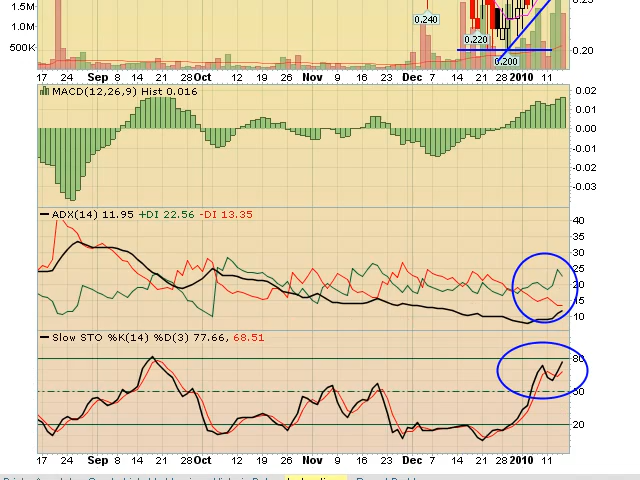 1.5M
0.240
1.0M
0.220
500K
0.20
0.200
17 24 Sep 8 14 21 28 Oct 12 19 26 Nov 9 16 23 Dec 7 14 21 28 2010 11
MACD(12,26,9) Hist 0.016
0.02
0.01
0.00
-0.01
-0.02
-0.03
ADX(14) 11.95 +DI 22.56 -DI 13.35
40
35
30
25
20
15
10
Slow STO %K(14) %D(3) 77.66, 68.51
80
50
20
17 24 Sep 8 14 21 28 Oct 12 19 26 Nov 9 16 23 Dec 7 14 21 28 2010 11